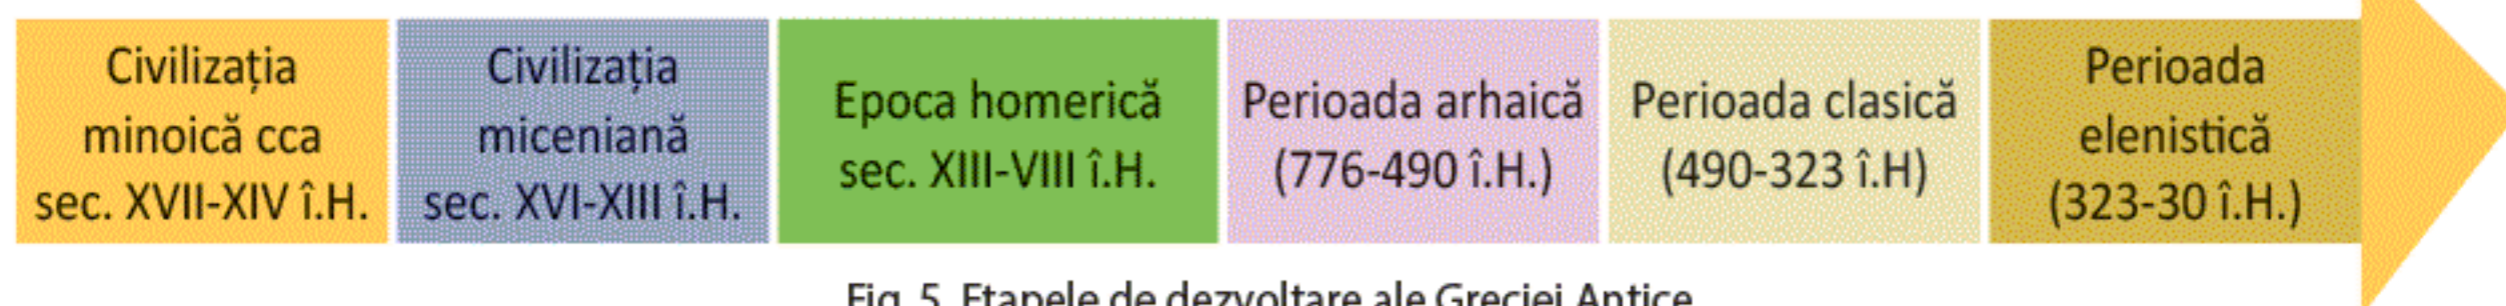 Civilizația
minoică cca
sec. XVII-XIV î.H.
Civilizația
miceniană
sec. XVI-XIII î.H.
Epoca homerică
sec. XIII-VIII î.H.
Perioada arhaică
(776-490 î.H.)
Perioada clasică
(490-323 î.H)
Perioada
elenistică
(323-30 î.H.)
Fig. 5. Etapele de dezvoltare ale Greciei Antice